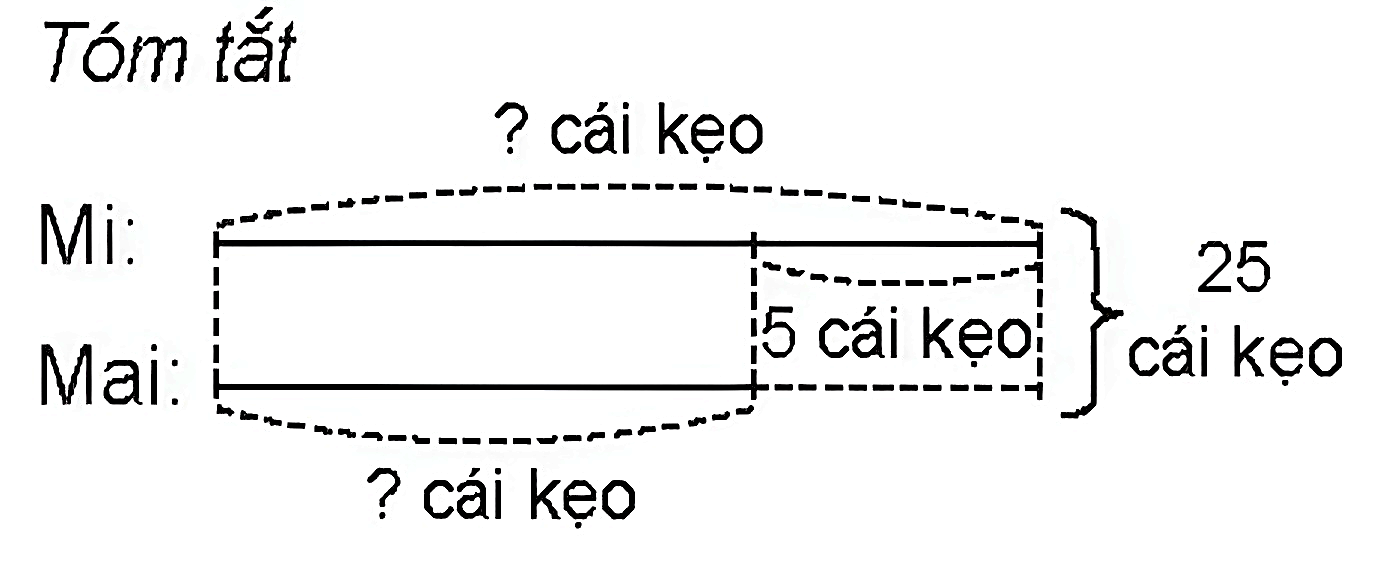 Tóm tắt
? cái kẹo
Mi:
5 cái kẹo
25
cái kẹo
Mai:
? cái kẹo